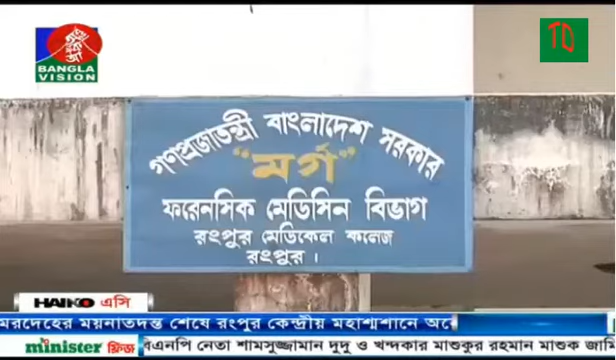 BANGLA
VISION
TD
গণপ্রজাতন্ত্রী বাংলাদেশ সরকার
"মর্গ"
ফরেনসিক মেডিসিন বিভাগ
রংপুর মেডিকেল কলেজ
রংপুর ।
HAIKO এসি
মরদেহের ময়নাতদন্ত শেষে রংপুর কেন্দ্রীয় মহাশ্মশানে
minister ফ্রিজ
বিএনপি নেতা শামসুজ্জামান দুদু ও খন্দকার মাশুকুর রহমান মাশুক